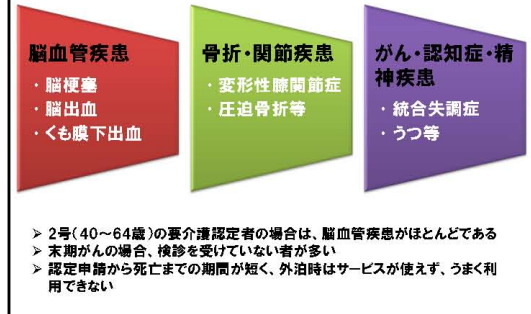 脳血管疾患
・脳梗塞
・脳出血
・くも膜下出血
骨折・関節疾患
・変形性膝関節症
・圧迫骨折等
がん・認知症・精
神疾患
・統合失調症
・うつ等
➢ 2号(40~64歳)の要介護認定者の場合は、脳血管疾患がほとんどである
➢ 末期がんの場合、検診を受けていない者が多い
➢ 認定申請から死亡までの期間が短く、外泊時はサービスが使えず、うまく利
用できない